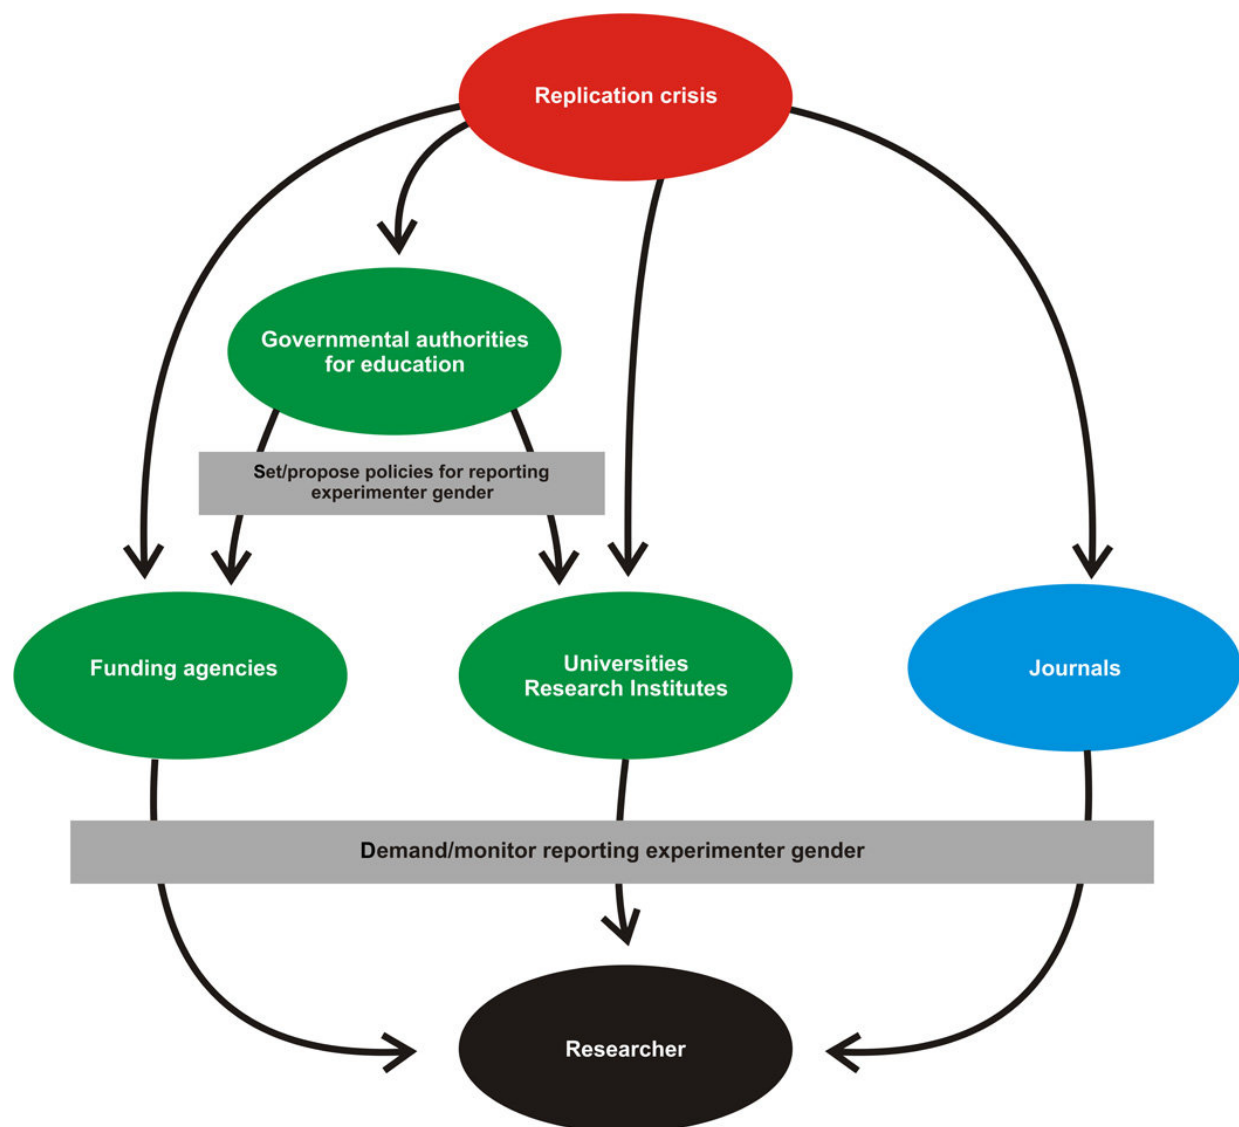 Replication crisis
Governmental authorities
for education
Set/propose policies for reporting
experimenter gender
Funding agencies
Universities
Research Institutes
Journals
Demand/monitor reporting experimenter gender
Researcher